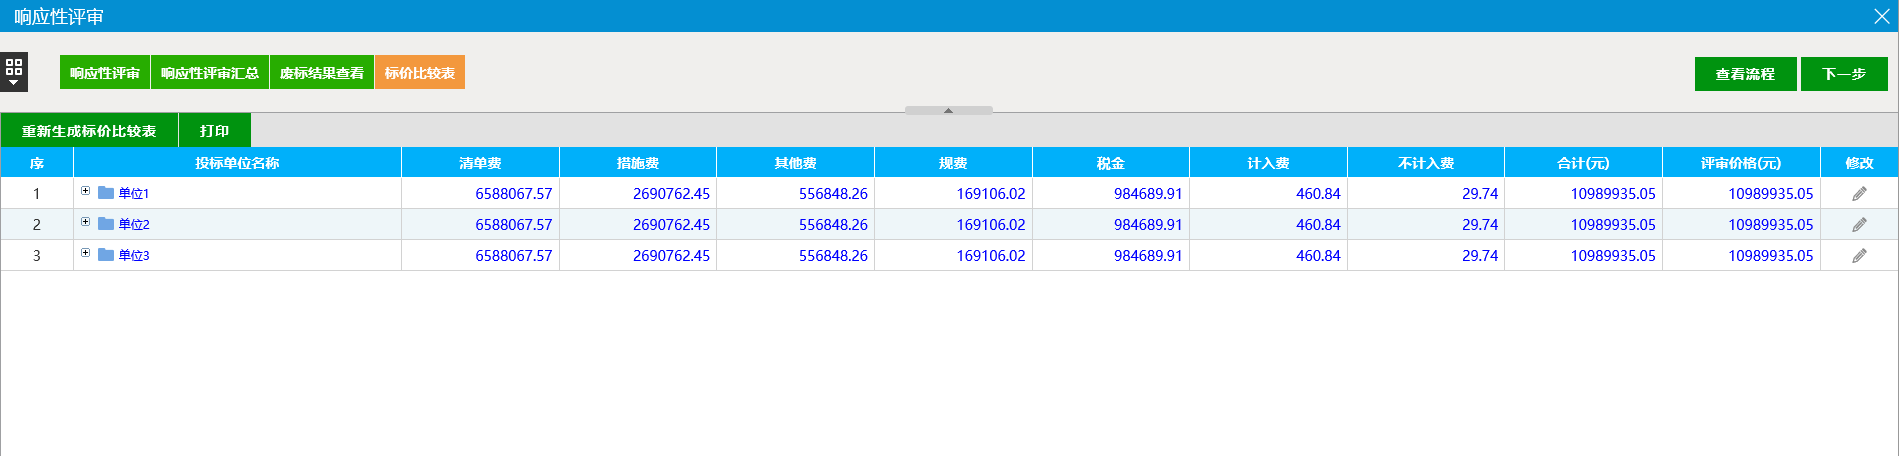 响应性评审
响应性评审 响应性评审汇总 废标结果查看 标价比较表 查看流程 下一步
重新生成标价比较表 打印
序 投标单位名称 清单费 措施费 其他费 规费 税金 计入费 不计入费 合计(元) 评审价格(元) 修改
1 单位1 6588067.57 2690762.45 556848.26 169106.02 984689.91 460.84 29.74 10989935.05 10989935.05
2 单位2 6588067.57 2690762.45 556848.26 169106.02 984689.91 460.84 29.74 10989935.05 10989935.05
3 单位3 6588067.57 2690762.45 556848.26 169106.02 984689.91 460.84 29.74 10989935.05 10989935.05